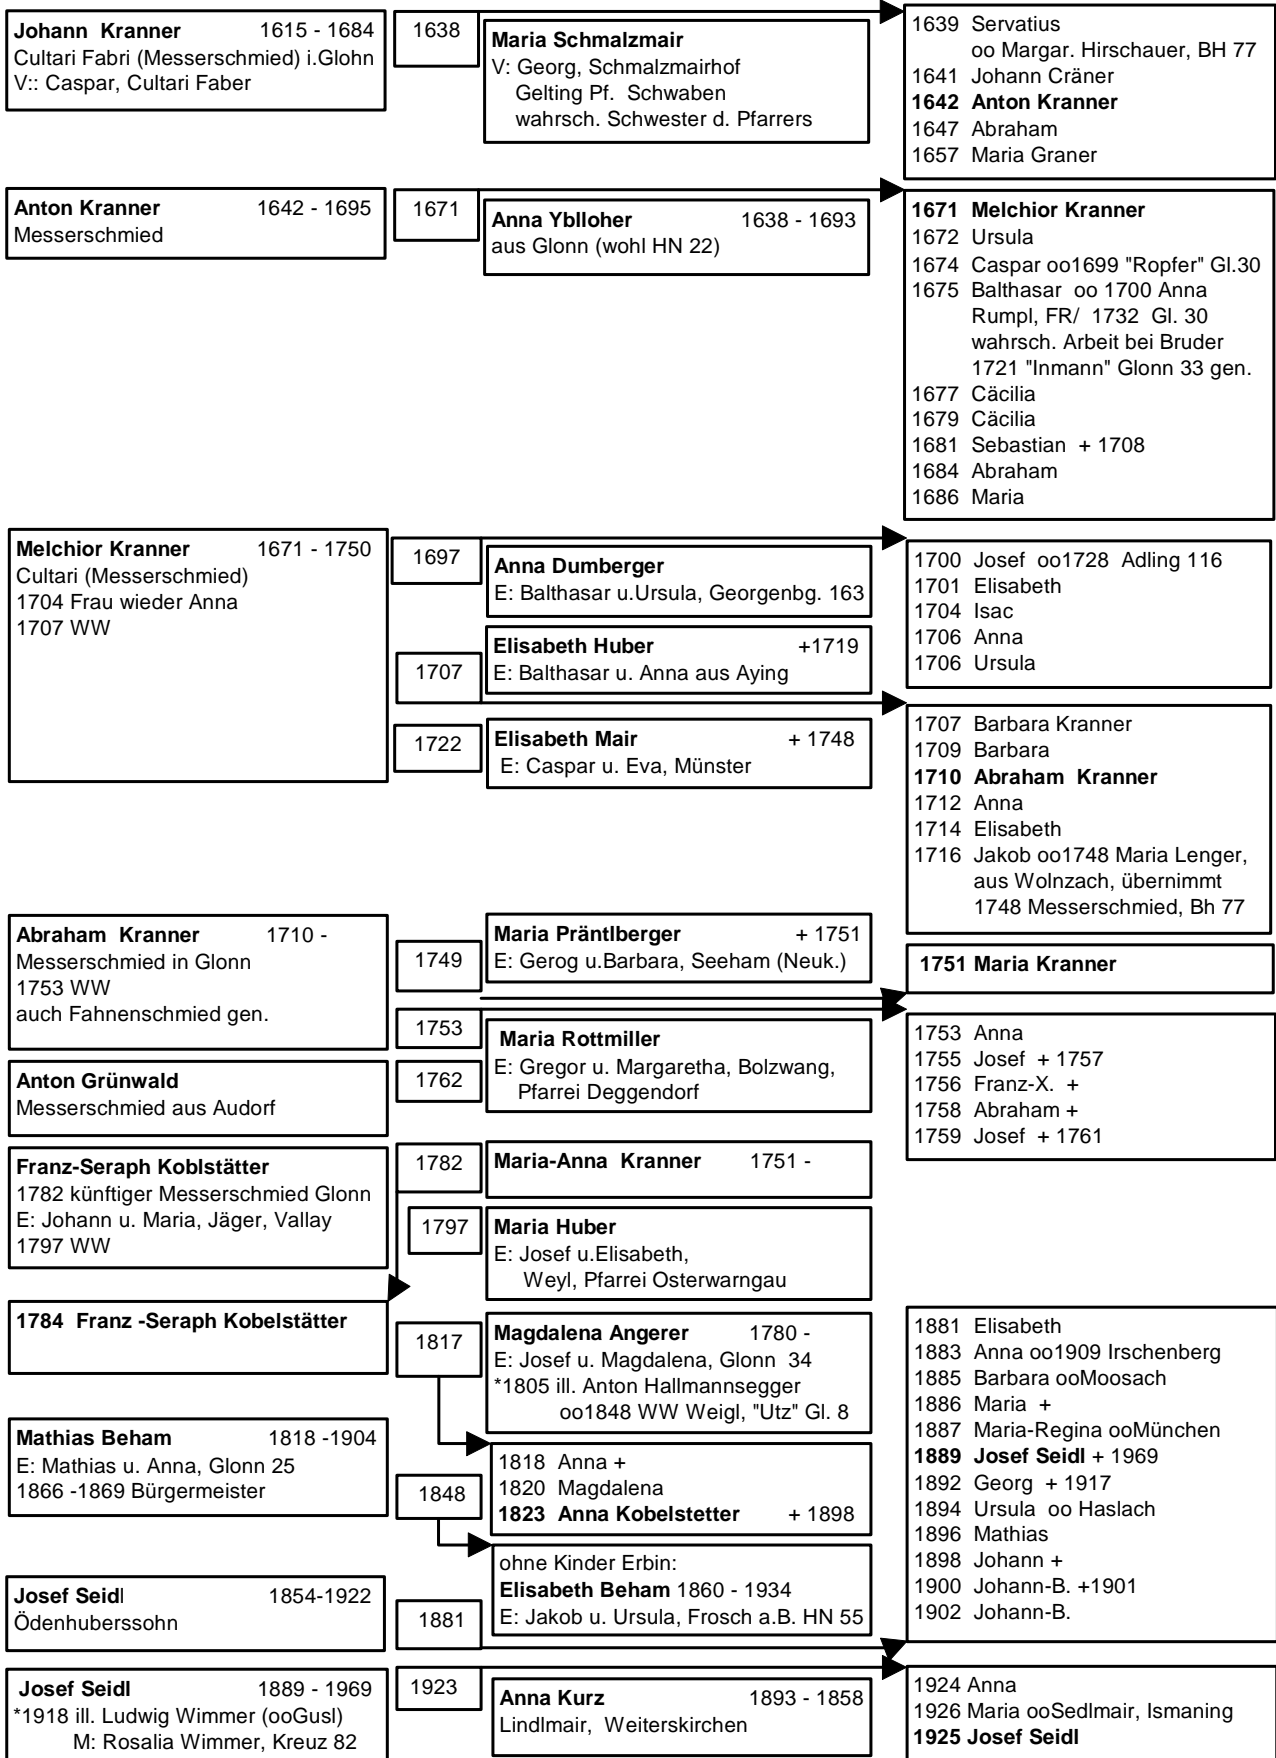 Johann Kranner 1615 - 1684
Cultari Fabri (Messerschmied) i.Glohn
V:: Caspar, Cultari Faber
1638
Maria Schmalzmair
V: Georg, Schmalzmairhof
Gelting Pf. Schwaben
wahrsch. Schwester d. Pfarrers
1639 Servatius
oo Margar. Hirschauer, BH 77
1641 Johann Cräner
1642 Anton Kranner
1647 Abraham
1657 Maria Graner
Anton Kranner 1642 - 1695
Messerschmied
1671
Anna Yblloher 1638 - 1693
aus Glonn (wohl HN 22)
1671 Melchior Kranner
1672 Ursula
1674 Caspar oo1699 "Ropfer" Gl.30
1675 Balthasar oo 1700 Anna
Rumpl, FR/ 1732 Gl. 30
wahrsch. Arbeit bei Bruder
1721 "Inmann" Glonn 33 gen.
1677 Cäcilia
1679 Cäcilia
1681 Sebastian + 1708
1684 Abraham
1686 Maria
Melchior Kranner 1671 - 1750
Cultari (Messerschmied)
1704 Frau wieder Anna
1707 WW
1697
Anna Dumberger
E: Balthasar u.Ursula, Georgenbg. 163
1700 Josef oo1728 Adling 116
1701 Elisabeth
1704 Isac
1706 Anna
1706 Ursula
1707
Elisabeth Huber +1719
E: Balthasar u. Anna aus Aying
1722
Elisabeth Mair + 1748
E: Caspar u. Eva, Münster
1707 Barbara Kranner
1709 Barbara
1710 Abraham Kranner
1712 Anna
1714 Elisabeth
1716 Jakob oo1748 Maria Lenger,
aus Wolnzach, übernimmt
1748 Messerschmied, Bh 77
Abraham Kranner 1710 -
Messerschmied in Glonn
1753 WW
auch Fahnenschmied gen.
1749
Maria Präntlberger + 1751
E: Gerog u.Barbara, Seeham (Neuk.)
1751 Maria Kranner
1753
Maria Rottmiller
E: Gregor u. Margaretha, Bolzwang,
Pfarrei Deggendorf
1753 Anna
1755 Josef + 1757
1756 Franz-X. +
1758 Abraham +
1759 Josef + 1761
Anton Grünwald
Messerschmied aus Audorf
1762
Franz-Seraph Koblstätter
1782 künftiger Messerschmied Glonn
E: Johann u. Maria, Jäger, Vallay
1797 WW
1782
Maria-Anna Kranner 1751 -
1797
Maria Huber
E: Josef u.Elisabeth,
Weyl, Pfarrei Osterwarngau
1784 Franz -Seraph Kobelstätter
1817
Magdalena Angerer 1780 -
E: Josef u. Magdalena, Glonn 34
*1805 ill. Anton Hallmannsegger
oo1848 WW Weigl, "Utz" Gl. 8
1818 Anna +
1820 Magdalena
1823 Anna Kobelstetter + 1898
Mathias Beham 1818 -1904
E: Mathias u. Anna, Glonn 25
1866 -1869 Bürgermeister
1848
ohne Kinder Erbin:
Elisabeth Beham 1860 - 1934
E: Jakob u. Ursula, Frosch a.B. HN 55
Josef Seidl 1854-1922
Ödenhuberssohn
1881
1881 Elisabeth
1883 Anna oo1909 Irschenberg
1885 Barbara ooMoosach
1886 Maria +
1887 Maria-Regina ooMünchen
1889 Josef Seidl + 1969
1892 Georg + 1917
1894 Ursula oo Haslach
1896 Mathias
1898 Johann +
1900 Johann-B. +1901
1902 Johann-B.
Josef Seidl 1889 - 1969
*1918 ill. Ludwig Wimmer (ooGusl)
M: Rosalia Wimmer, Kreuz 82
1923
Anna Kurz 1893 - 1858
Lindlmair, Weiterskirchen
1924 Anna
1926 Maria ooSedlmair, Ismaning
1925 Josef Seidl